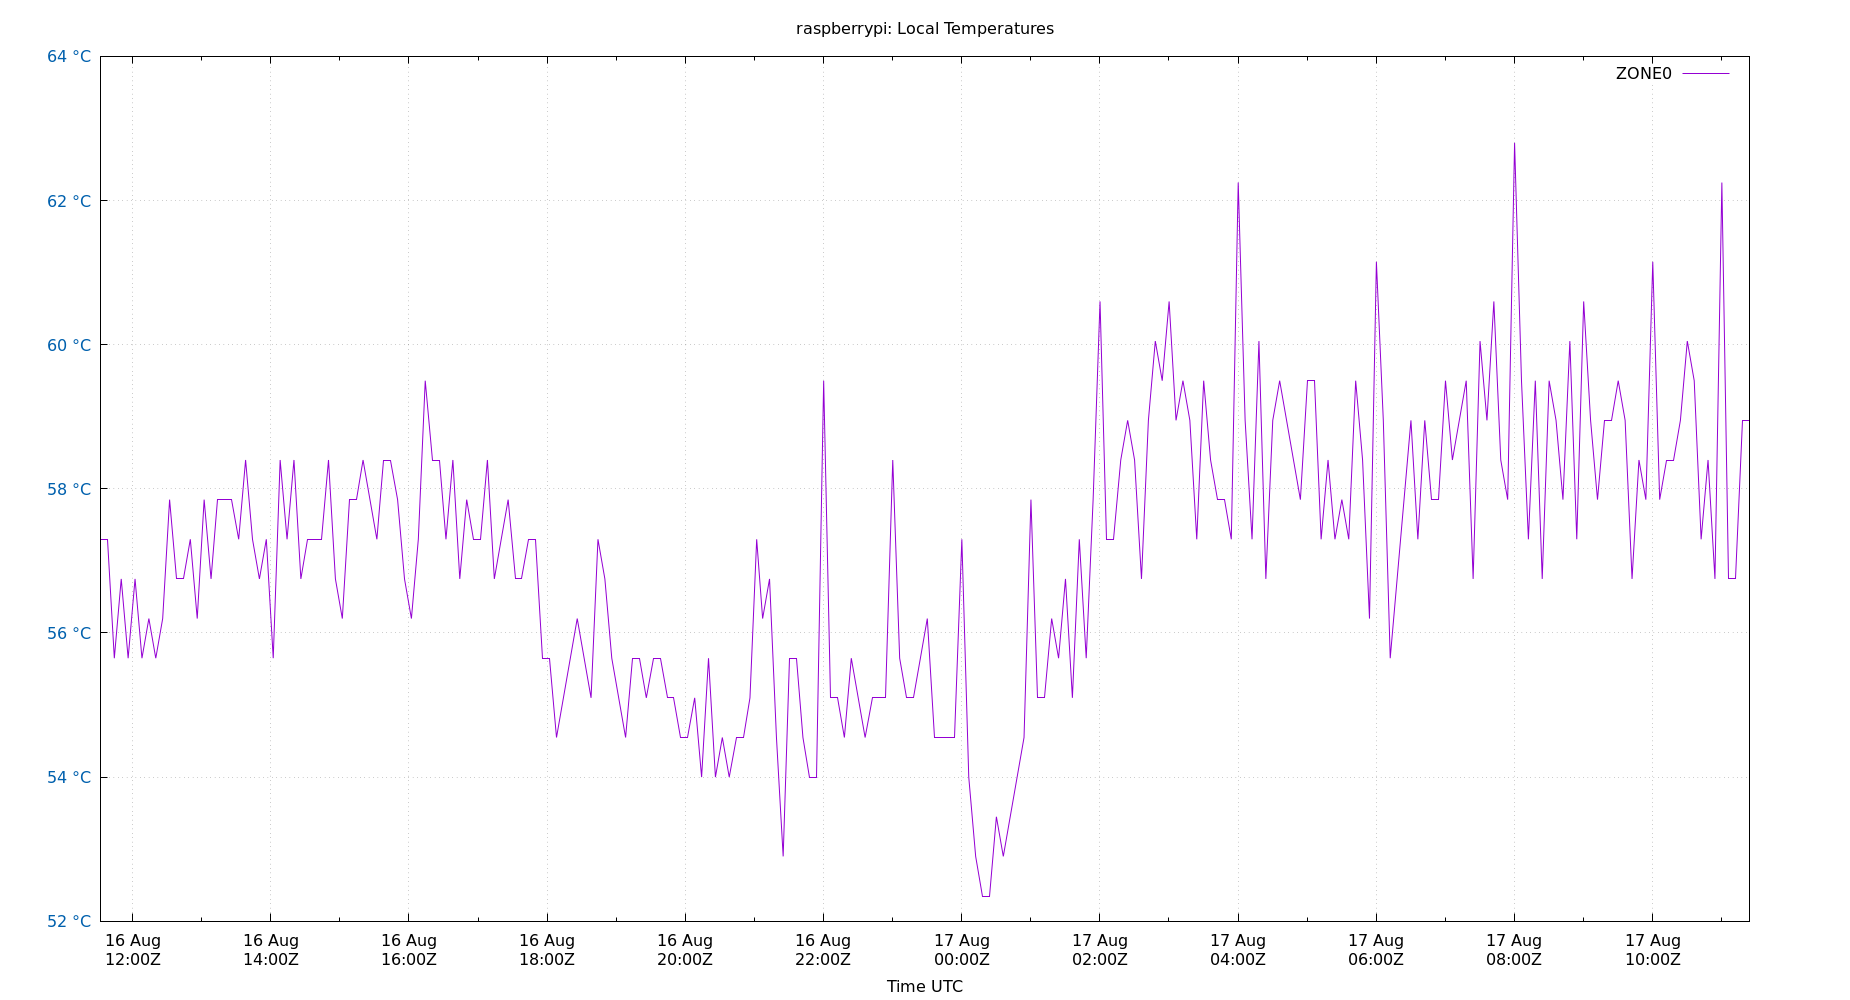 raspberrypi: Local Temperatures
64 °C
ZONE0
62 °C
60 °C
58 °C
56 °C
54 °C
52 °C
16 Aug 16 Aug 16 Aug 16 Aug 16 Aug 16 Aug 17 Aug 17 Aug 17 Aug 17 Aug 17 Aug 17 Aug
12:00Z 14:00Z 16:00Z 18:00Z 20:00Z 22:00Z 00:00Z 02:00Z 04:00Z 06:00Z 08:00Z 10:00Z
Time UTC